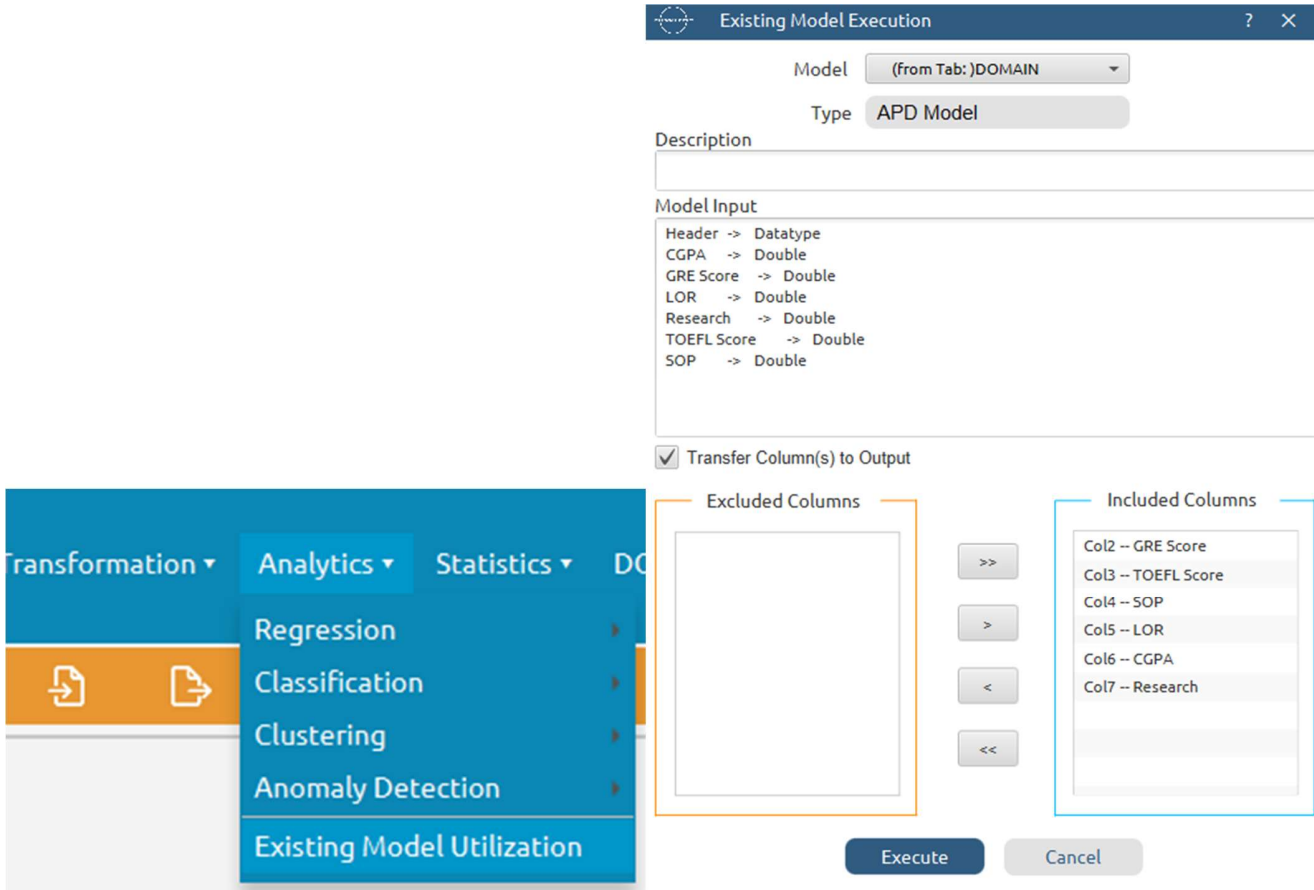 Transformation ▾ Analytics ▾ Statistics ▾
Regression
Classification
Clustering
Anomaly Detection
Existing Model Utilization
Existing Model Execution ? ×
Model (from Tab: )DOMAIN
Type APD Model
Description
Model Input
Header -> Datatype
CGPA -> Double
GRE Score -> Double
LOR -> Double
Research -> Double
TOEFL Score -> Double
SOP -> Double
Transfer Column(s) to Output
Excluded Columns
>>
>
<
<<
Included Columns
Col2 -- GRE Score
Col3 -- TOEFL Score
Col4 -- SOP
Col5 -- LOR
Col6 -- CGPA
Col7 -- Research
Execute Cancel